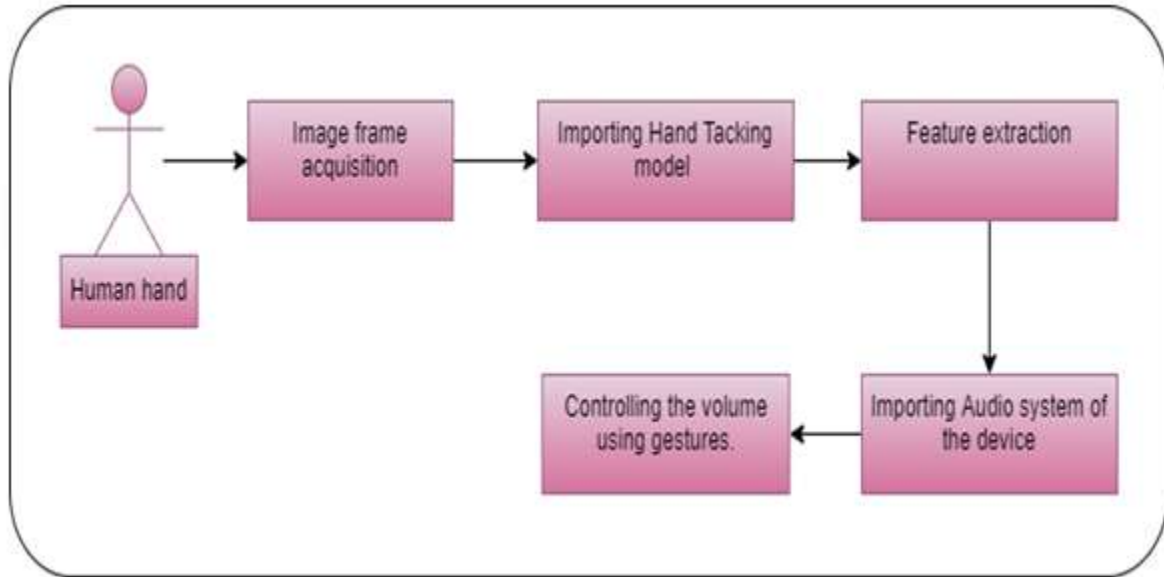 Image frame
acquisition
Importing Hand Tacking
model
Feature extraction
Human hand
Controlling the volume
using gestures.
Importing Audio system of
the device